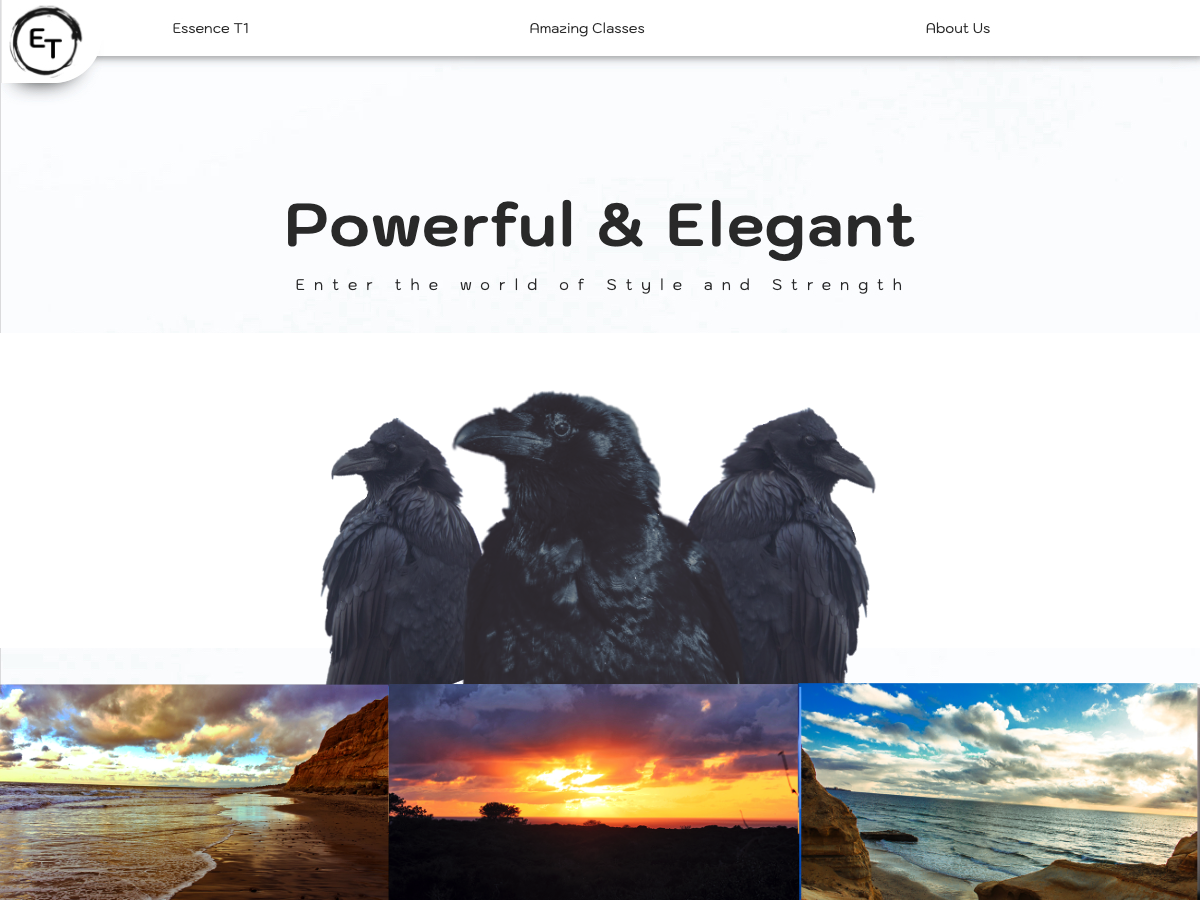 ET
Essence T1
Amazing Classes
About Us
Powerful & Elegant
Enter the world of Style and Strength